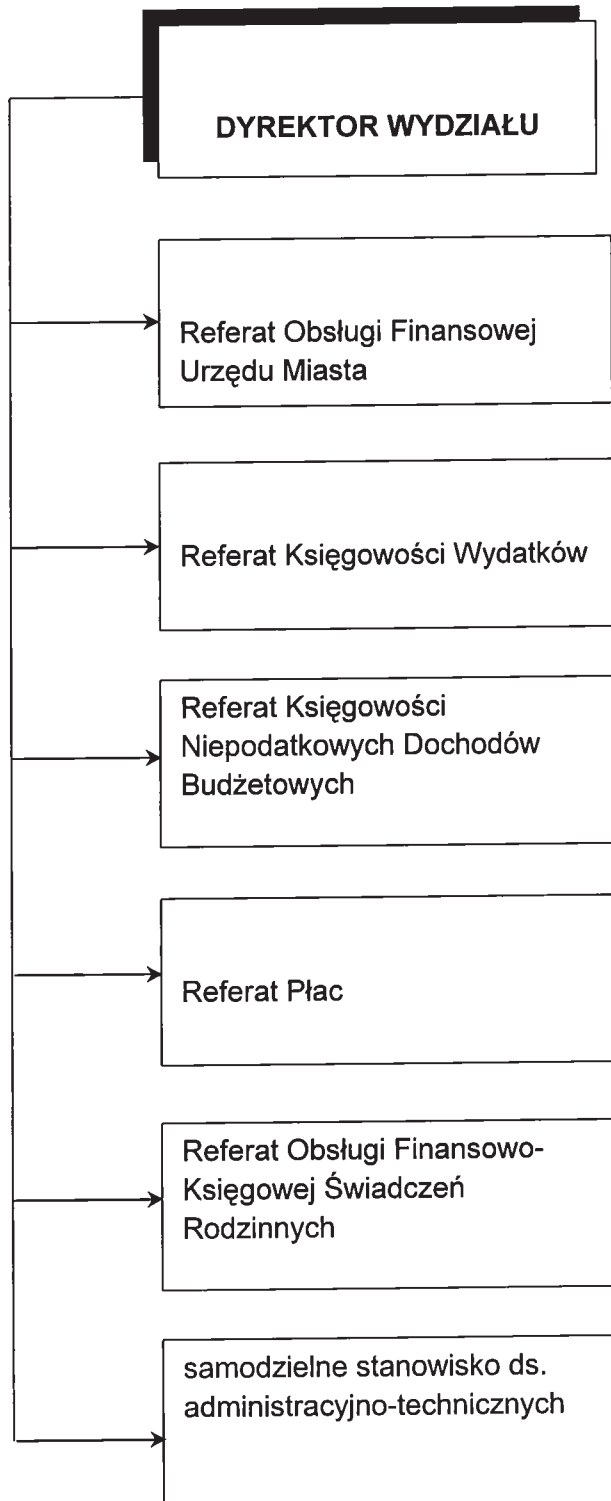 DYREKTOR WYDZIAŁU
Referat Obsługi Finansowej
Urzędu Miasta
Referat Księgowości Wydatków
Referat Księgowości
Niepodatkowych Dochodów
Budżetowych
Referat Płac
Referat Obsługi Finansowo-
Księgowej Świadczeń
Rodzinnych
samodzielne stanowisko ds.
administracyjno-technicznych